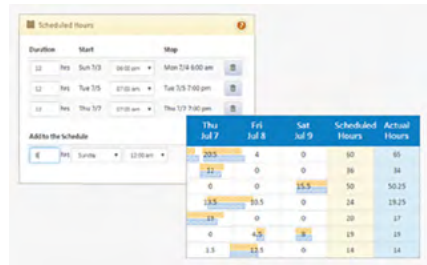 Scheduled Hours
Duration Start Stop
12 hrs Sun 7/3 06:00 pm Mon 7/4 6:00 am
12 hrs Tue 7/5 07:00 am Tue 7/5 7:00 pm
hrs Thu 7/7 07:00 am Thu 7/7 7:00 pm
Add to the Schedule
hrs Sunday 12:00 am
Thu Fri Sat Scheduled Actual
Jul 7 Jul 8 Jul 9 Hours Hours
20.5 4 0 60 65
12 0 0 36 34
0 0 15.5 50 50.25
13.5 10.5 0 24 19.25
0 0 20 17
0 4.5 9 19 19
1.5 12.5 0 14 14